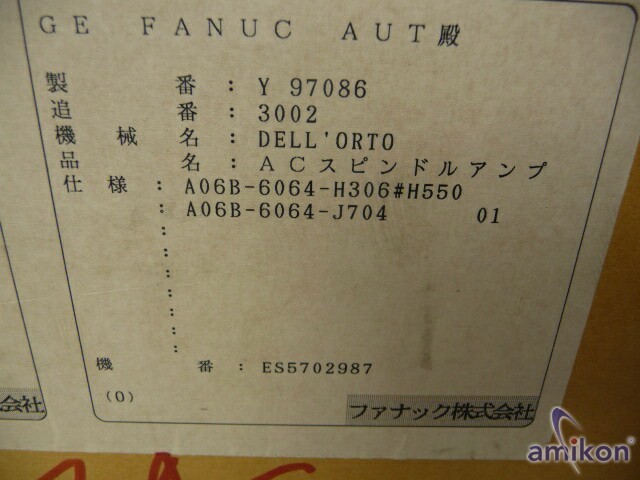 GE FANUC AUT殿
製 番 : Y 97086
追 番 : 3002
機 械 名 : DELL'ORTO
品 名 : ACスピンドルアンプ
仕 様 : A06B-6064-H306#H550
: A06B-6064-J704 01
:
:
:
:
:
:
機 番 : ES5702987
(0)
ファナック株式会社
会社
amikon